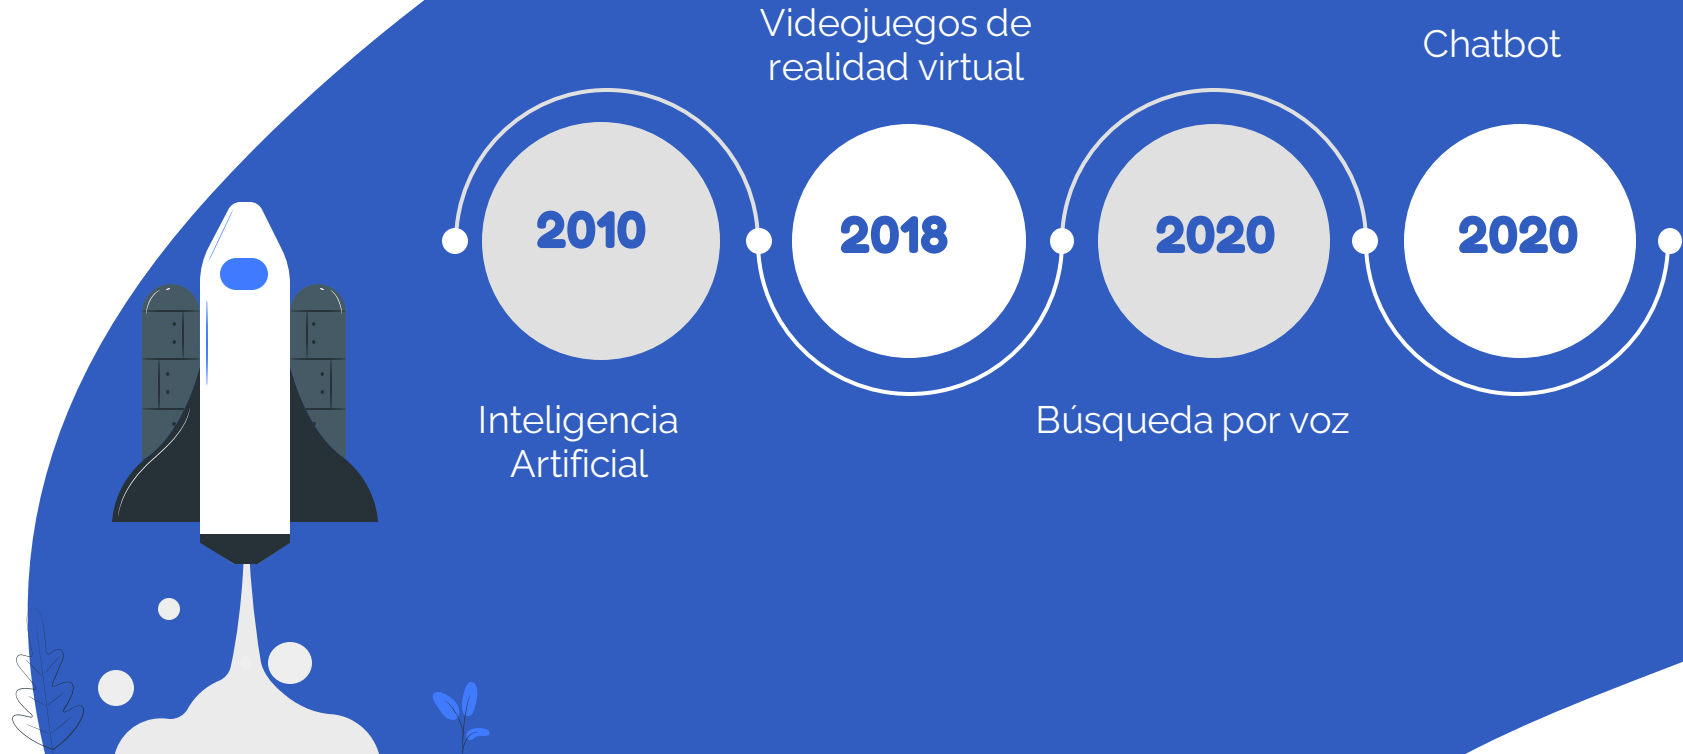 Videojuegos de
realidad virtual
Chatbot
2010
2018
2020
2020
Inteligencia
Artificial
Búsqueda por voz